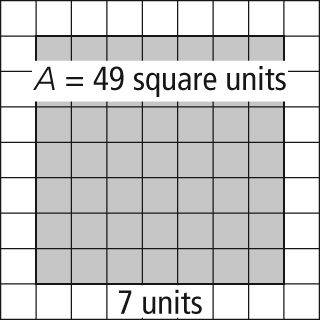 A = 49 square units
7 units